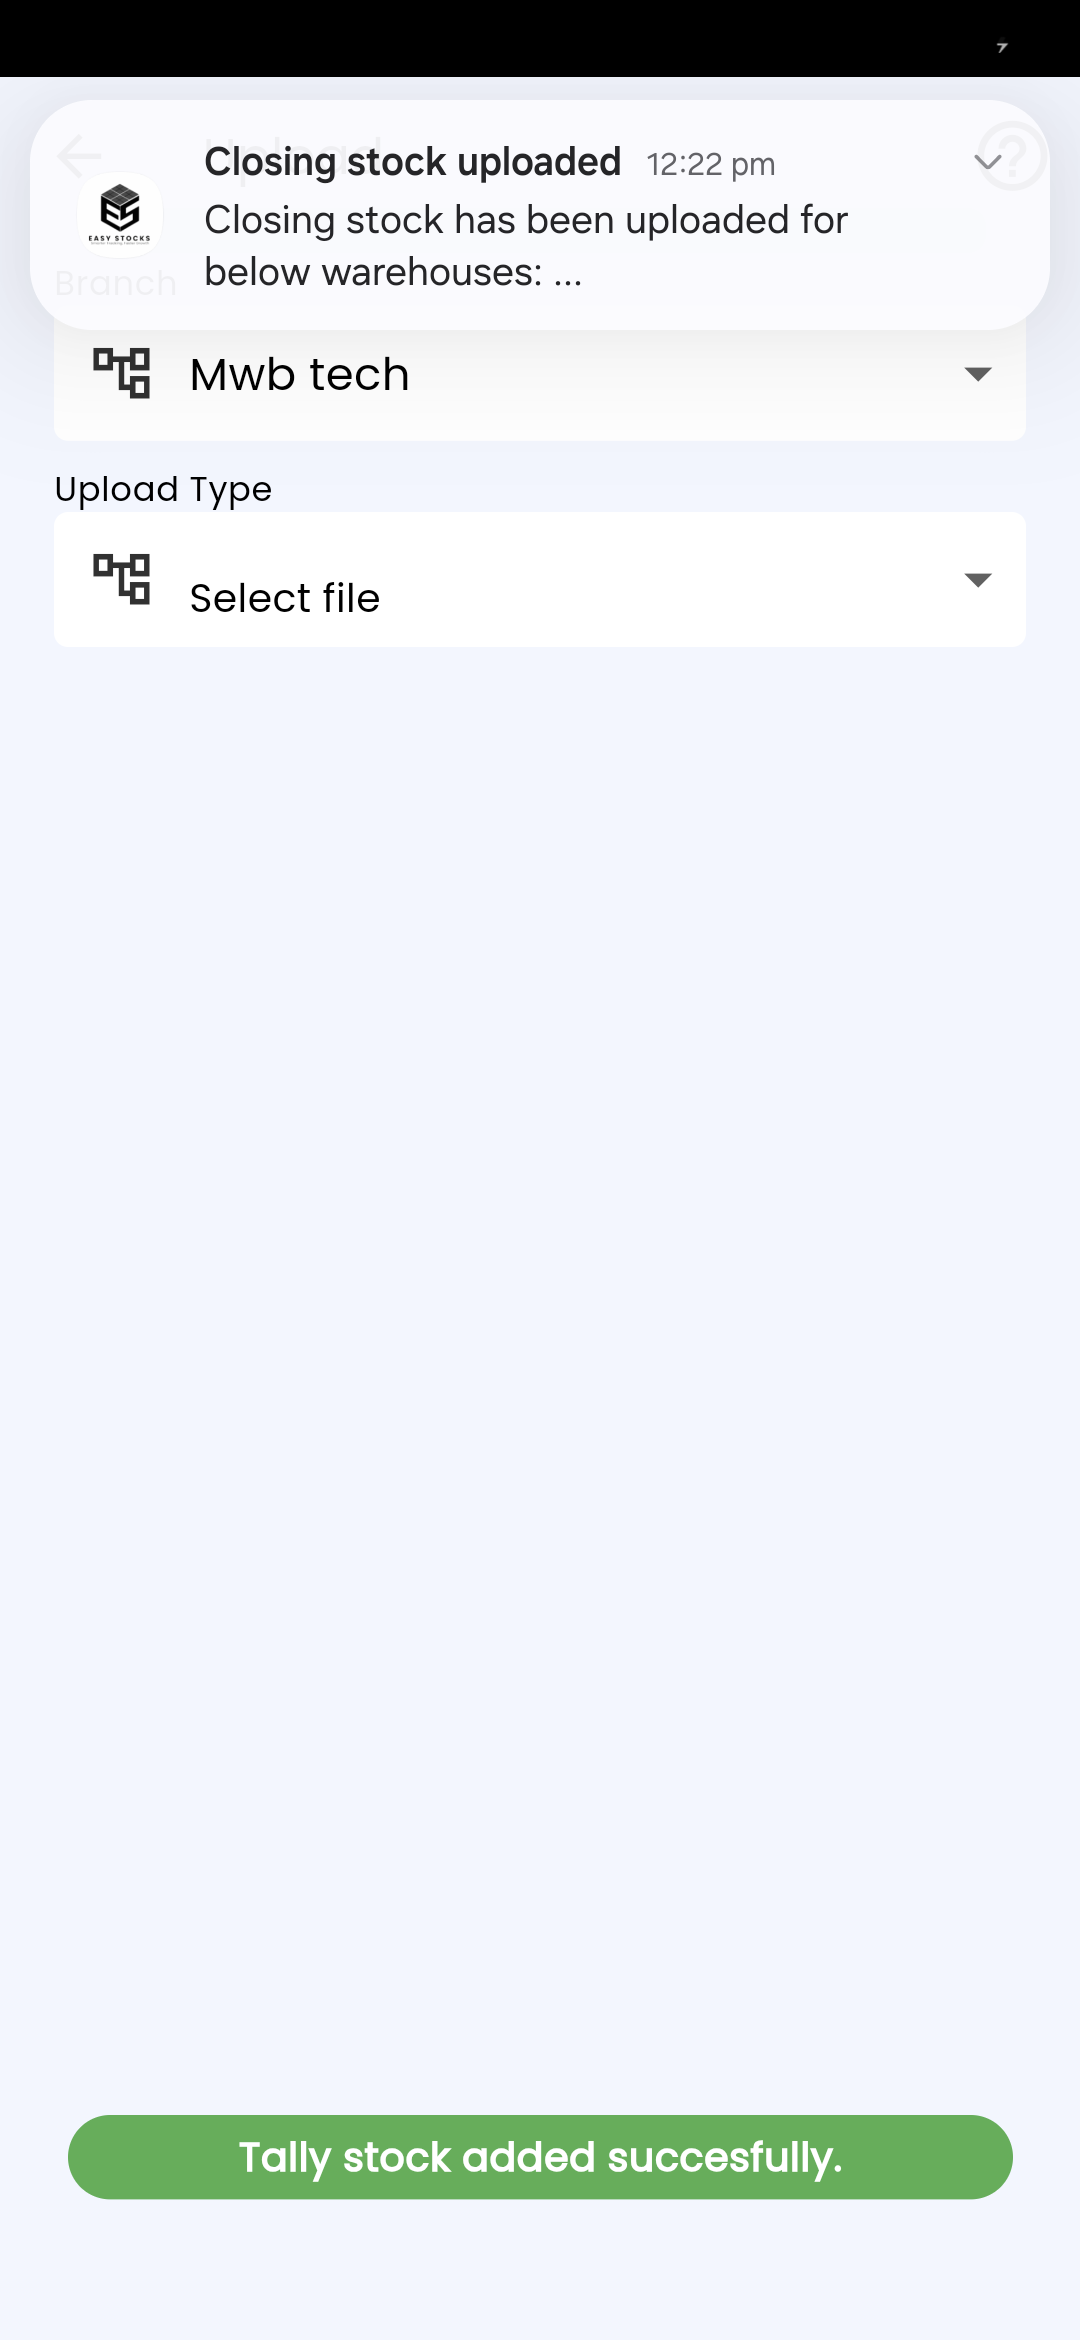 Upload
Closing stock uploaded 12:22 pm
Closing stock has been uploaded for
below warehouses: ...
EASY STOCKS
Branch
Mwb tech
Upload Type
Select file
Tally stock added succesfully.